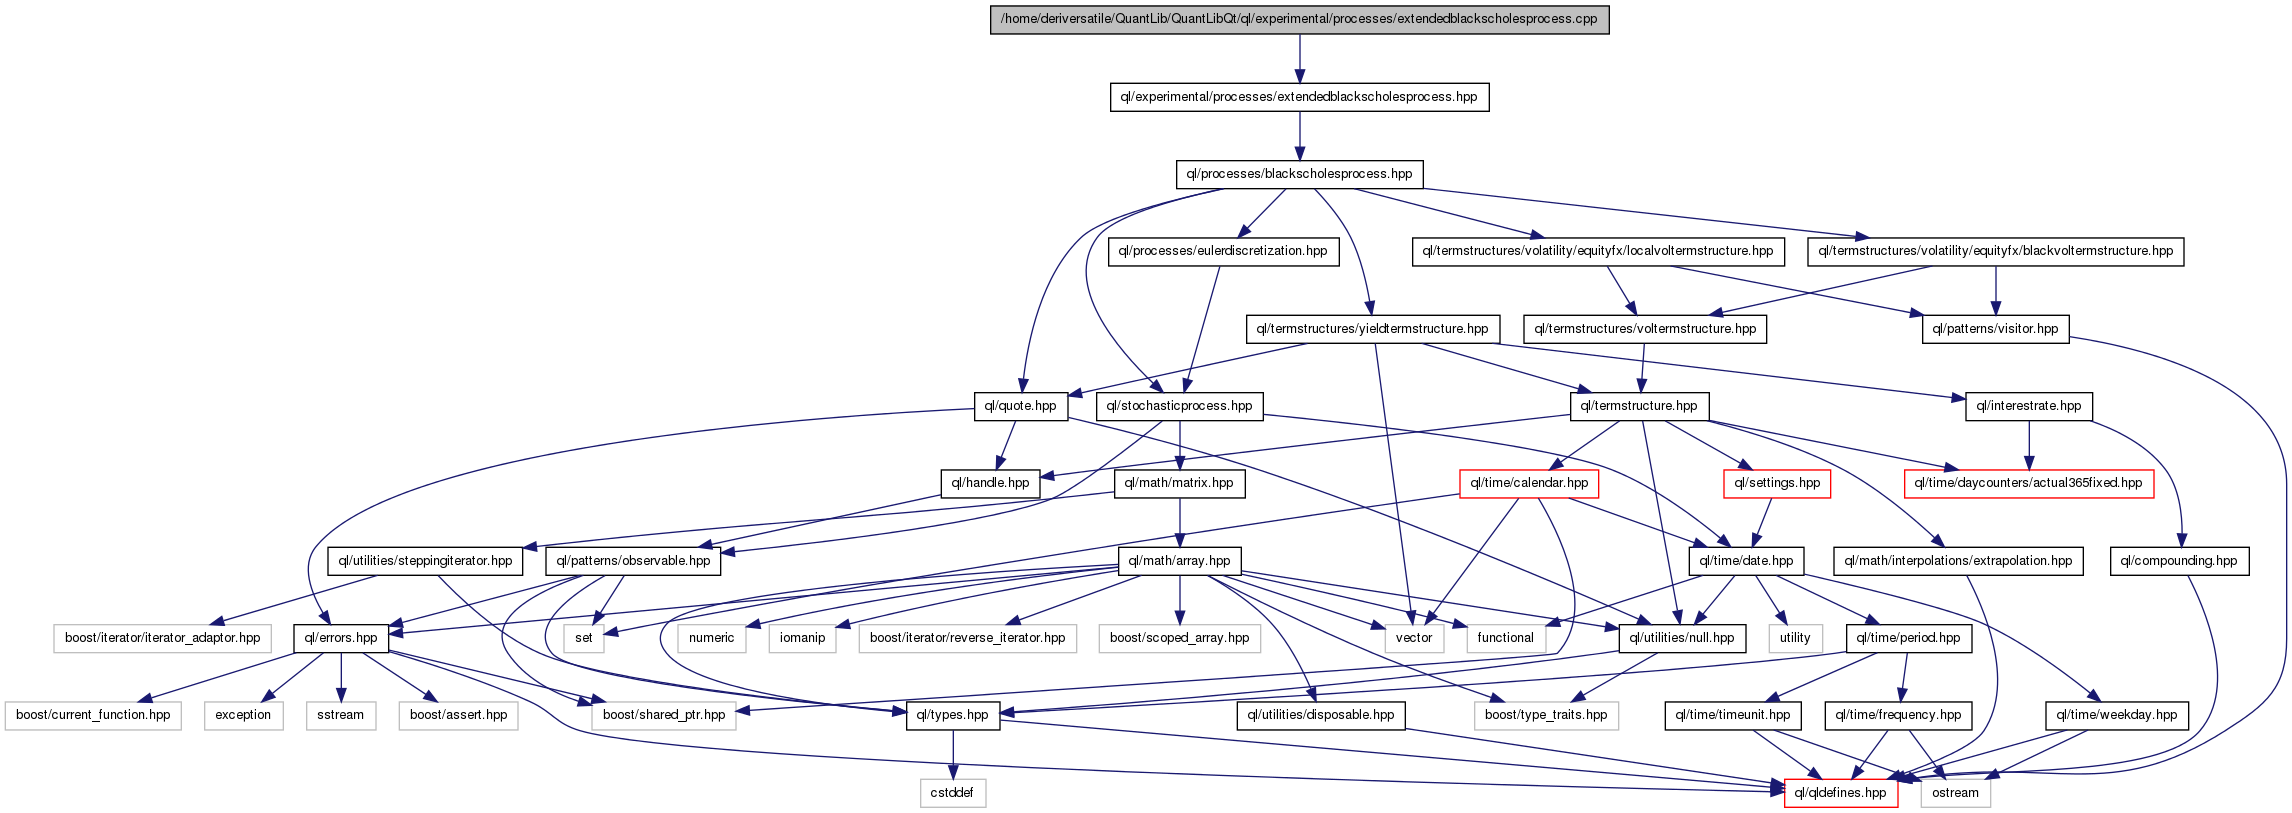 /home/deriversatile/QuantLib/QuantLibQt/ql/experimental/processes/extendedblackscholesprocess.cpp
ql/experimental/processes/extendedblackscholesprocess.hpp
ql/processes/blackscholesprocess.hpp
ql/processes/eulerdiscretization.hpp
ql/termstructures/volatility/equityfx/localvoltermstructure.hpp
ql/termstructures/volatility/equityfx/blackvoltermstructure.hpp
ql/termstructures/yieldtermstructure.hpp
ql/termstructures/voltermstructure.hpp
ql/patterns/visitor.hpp
ql/quote.hpp
ql/stochasticprocess.hpp
ql/termstructure.hpp
ql/interestrate.hpp
ql/handle.hpp
ql/math/matrix.hpp
ql/time/calendar.hpp
ql/settings.hpp
ql/time/daycounters/actual365fixed.hpp
ql/utilities/steppingiterator.hpp
ql/patterns/observable.hpp
ql/math/array.hpp
ql/time/date.hpp
ql/math/interpolations/extrapolation.hpp
ql/compounding.hpp
boost/iterator/iterator_adaptor.hpp
ql/errors.hpp
set
numeric
iomanip
boost/iterator/reverse_iterator.hpp
boost/scoped_array.hpp
vector
functional
ql/utilities/null.hpp
utility
ql/time/period.hpp
boost/current_function.hpp
exception
sstream
boost/assert.hpp
boost/shared_ptr.hpp
ql/types.hpp
ql/utilities/disposable.hpp
boost/type_traits.hpp
ql/time/timeunit.hpp
ql/time/frequency.hpp
ql/time/weekday.hpp
cstddef
ql/qldefines.hpp
ostream